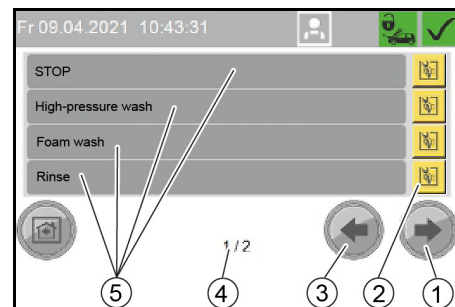 Fr 09.04.2021 10:43:31
STOP
High-pressure wash
Foam wash
Rinse
1 / 2
5 4 3 2 1